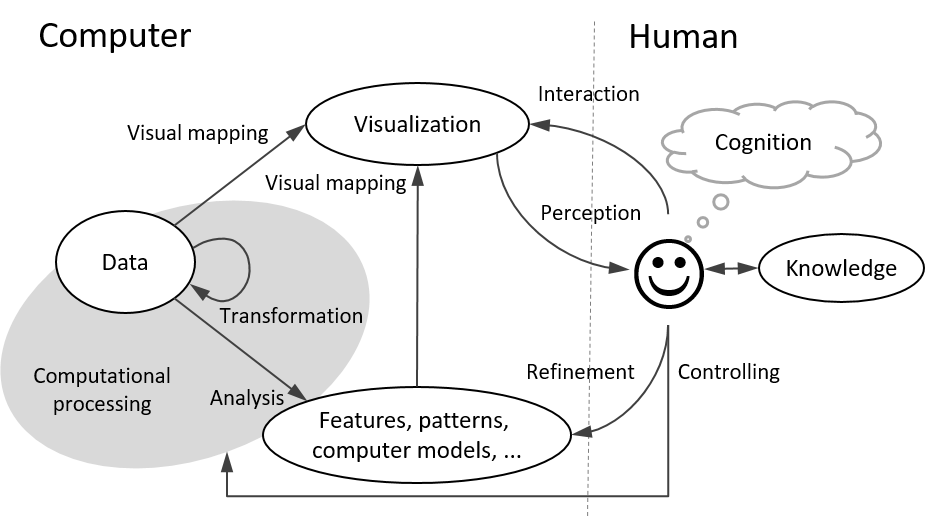 Computer
Human
Interaction
Visual mapping
Visualization
Cognition
Visual mapping
Perception
Data
Knowledge
Transformation
Computational
processing
Analysis
Refinement
Controlling
Features, patterns,
computer models, ...